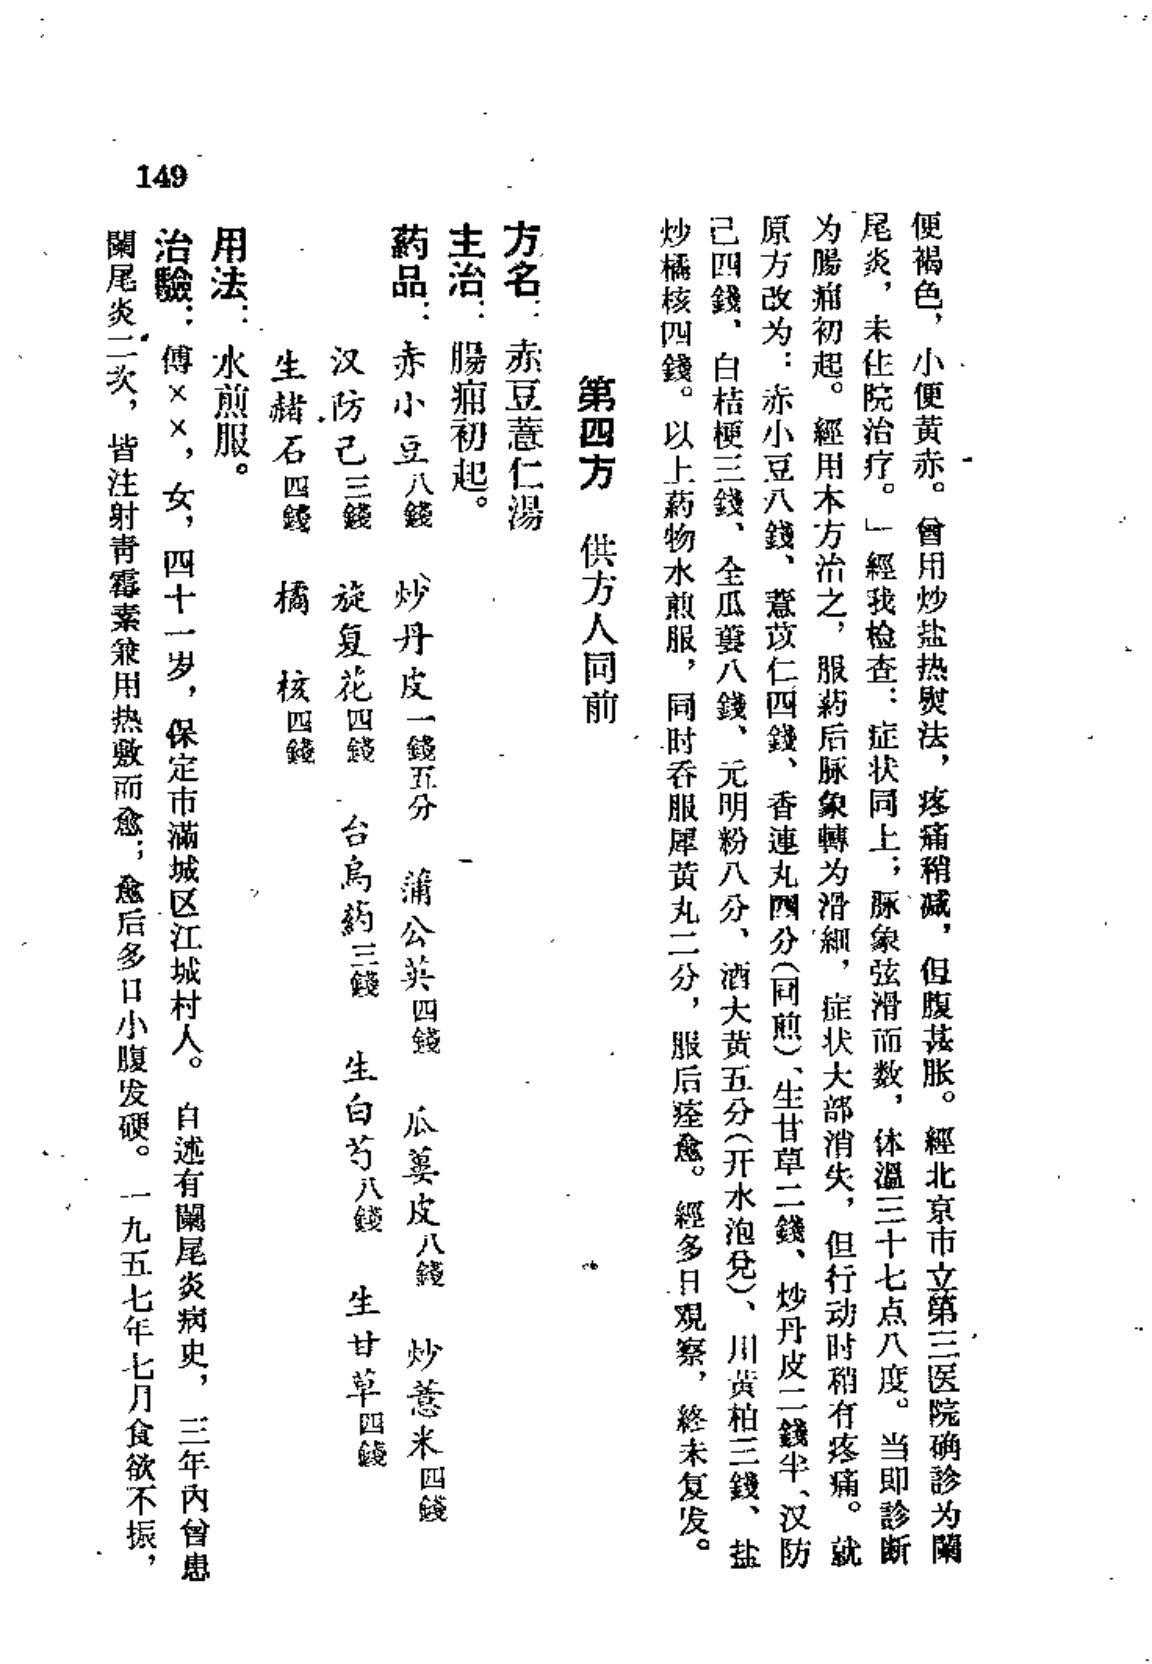 便褐色，小便黃赤。曾用炒盐热熨法，疼痛稍减，但腹甚胀。經北京市立第三医院确診为闌
尾炎，未住院治疗。」經我检查：症状同上；脈象弦滑而数，体溫三十七点八度。当即診断
为腸痈初起。經用本方治之，服药后脈象轉为滑細，症状大部消失，但行动时稍有疼痛。就
原方改为：赤小豆八錢、薏苡仁四錢、香連丸四分（同煎）、生甘草二錢、炒丹皮二錢半、汉防
己四錢、白桔梗三錢、全瓜蔞八錢、元明粉八分、酒大黃五分（开水泡兌）、川黃柏三錢、盐
炒橘核四錢。以上药物水煎服，同时吞服犀黃丸二分，服后痊愈。經多日观察，終未复发。
第四方　供方人同前
方名：赤豆薏仁湯
主治：腸痈初起。
药品：赤小豆八錢　炒丹皮一錢五分　蒲公英四錢　瓜蔞皮八錢　炒薏米四錢
汉防己三錢　旋复花四錢　台烏药三錢　生白芍八錢　生甘草四錢
生赭石四錢　橘核四錢
用法：水煎服。
治驗：傅××，女，四十一岁，保定市滿城区江城村人。自述有闌尾炎病史，三年內曾患
闌尾炎二次，皆注射靑霉素兼用热敷而愈；愈后多日小腹发硬。一九五七年七月食欲不振，
149